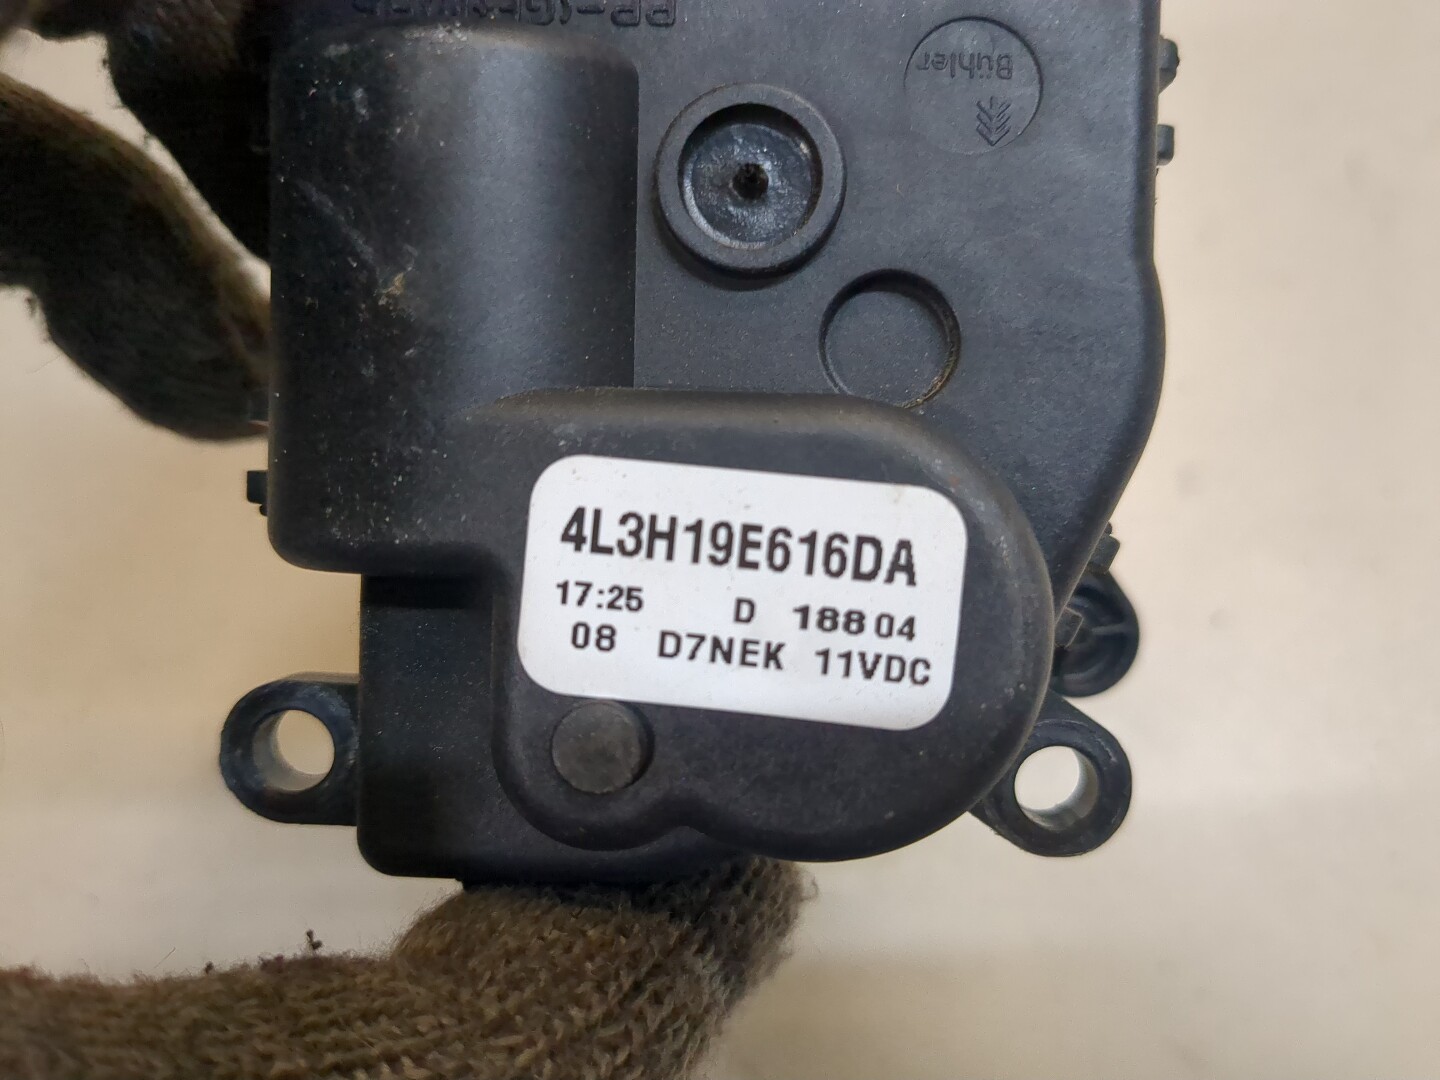 Bühler
4L3H19E616DA
17:25 D 188 04
08 D7NEK 11VDC